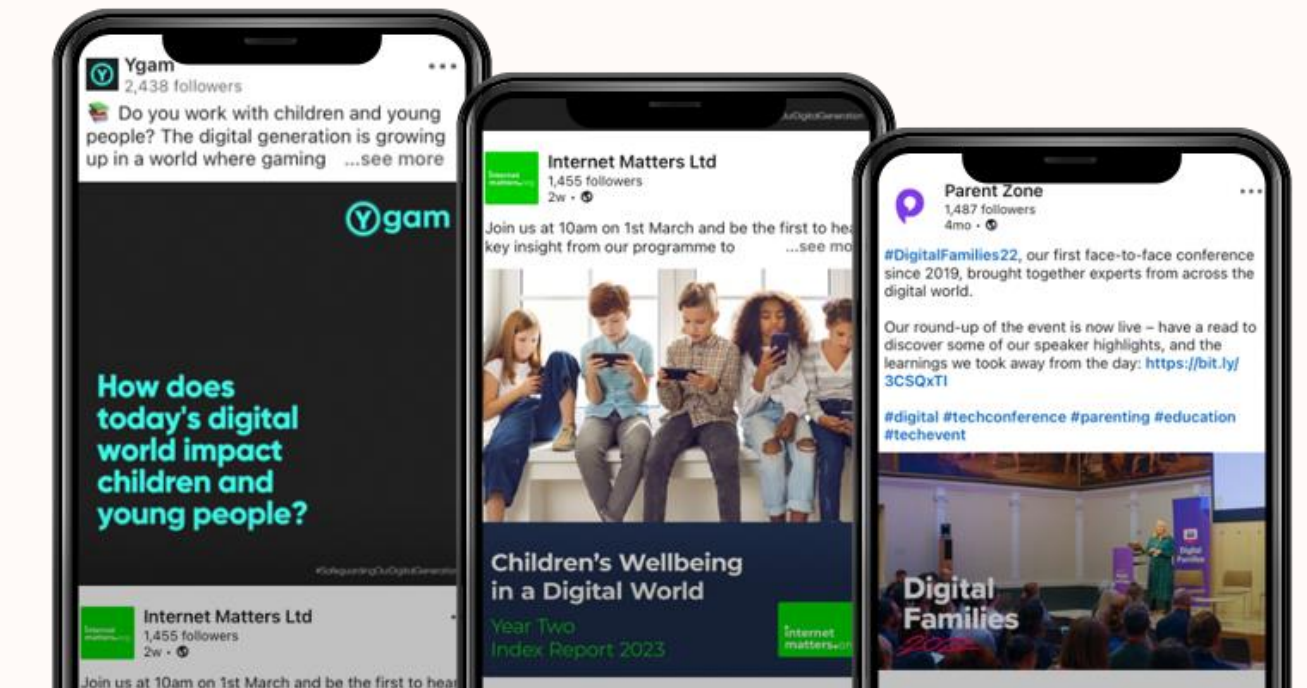 Ygam
2,438 followers
📚 Do you work with children and young
people? The digital generation is growing
up in a world where gaming ...see more
Ygam
How does
today's digital
world impact
children and
young people?
#SafeguardingOurDigitalGeneration
Internet Matters Ltd
1,455 followers
2w •
Join us at 10am on 1st March and be the first to hear
Internet Matters Ltd
internet
matters.org
1,455 followers
2w •
Join us at 10am on 1st March and be the first to hea
key insight from our programme to ...see mo
Children's Wellbeing
in a Digital World
Year Two
Index Report 2023
internet
matters.or
Parent Zone
1,487 followers
4mo •
#DigitalFamilies22, our first face-to-face conference
since 2019, brought together experts from across the
digital world.
Our round-up of the event is now live – have a read to
discover some of our speaker highlights, and the
learnings we took away from the day: https://bit.ly/
3CSQxTI
#digital #techconference #parenting #education
#techevent
Digital
Families
Digital
Families
2022